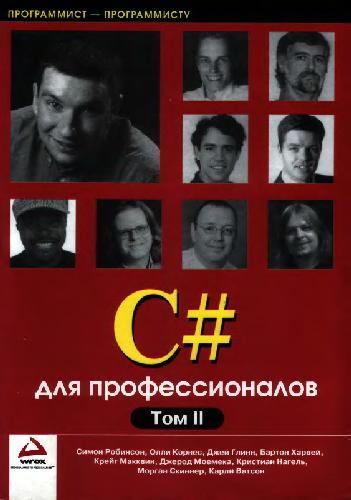 ПРОГРАММИСТ — ПРОГРАММИСТУ
C#
для профессионалов
Том II
wrox
Симон Робинсон, Олли Корнес, Джей Глинн, Бартон Харвей,
Крейг Макквин, Джерод Моемека, Кристиан Нагель,
Морган Скиннер, Карли Ватсон